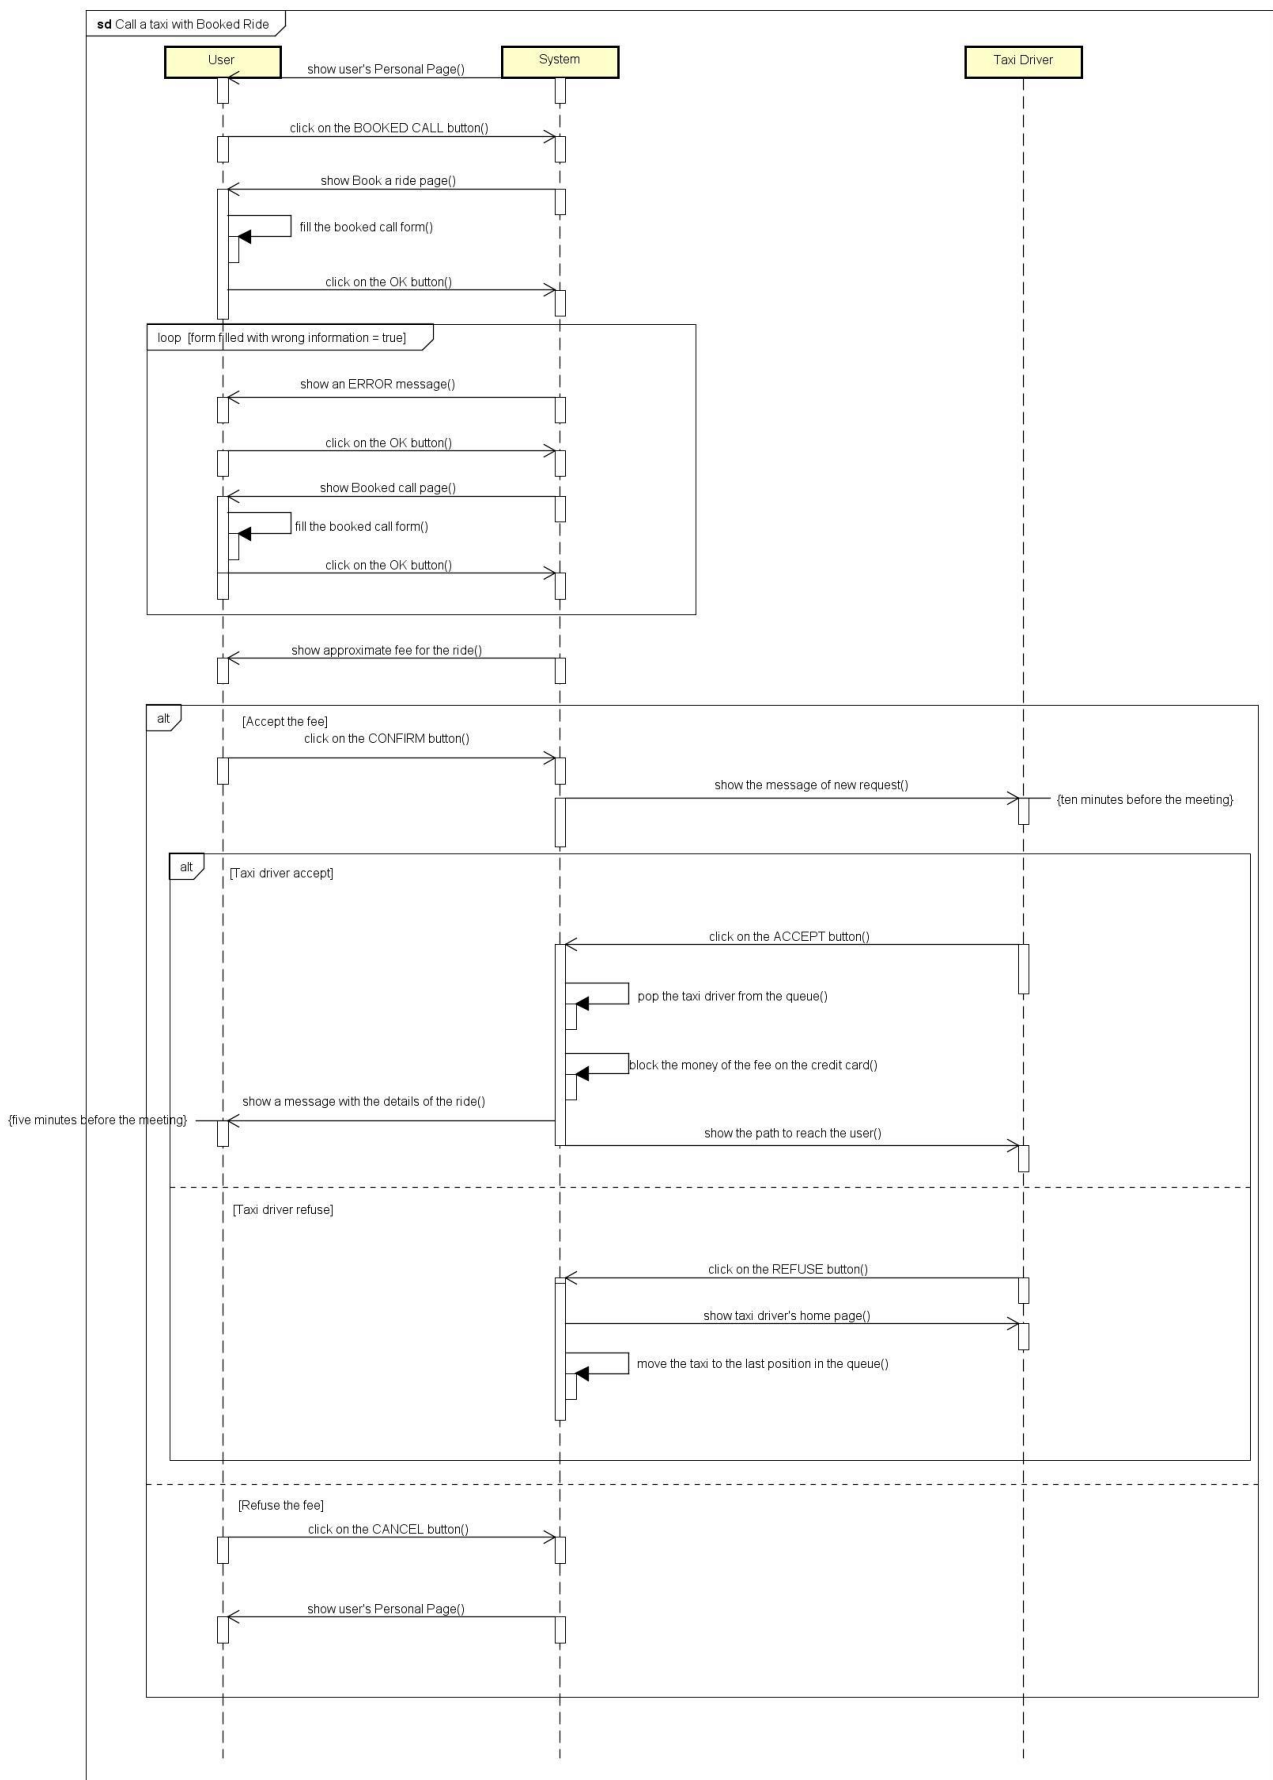 sd Call a taxi with Booked Ride
User
System
Taxi Driver
show user's Personal Page()
click on the BOOKED CALL button()
show Book a ride page()
fill the booked call form()
click on the OK button()
loop [form filled with wrong information = true]
show an ERROR message()
click on the OK button()
show Booked call page()
fill the booked call form()
click on the OK button()
show approximate fee for the ride()
alt
[Accept the fee]
click on the CONFIRM button()
show the message of new request()
{ten minutes before the meeting}
alt
[Taxi driver accept]
click on the ACCEPT button()
pop the taxi driver from the queue()
block the money of the fee on the credit card()
show a message with the details of the ride()
{five minutes before the meeting}
show the path to reach the user()
[Taxi driver refuse]
click on the REFUSE button()
show taxi driver's home page()
move the taxi to the last position in the queue()
[Refuse the fee]
click on the CANCEL button()
show user's Personal Page()